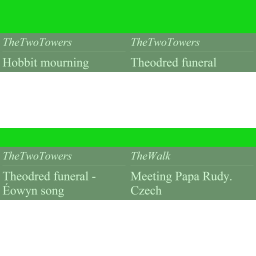 TheTwoTowers TheTwoTowers
Hobbit mourning Theodred funeral
TheTwoTowers TheWalk
Theodred funeral - Meeting Papa Rudy.
Éowyn song Czech